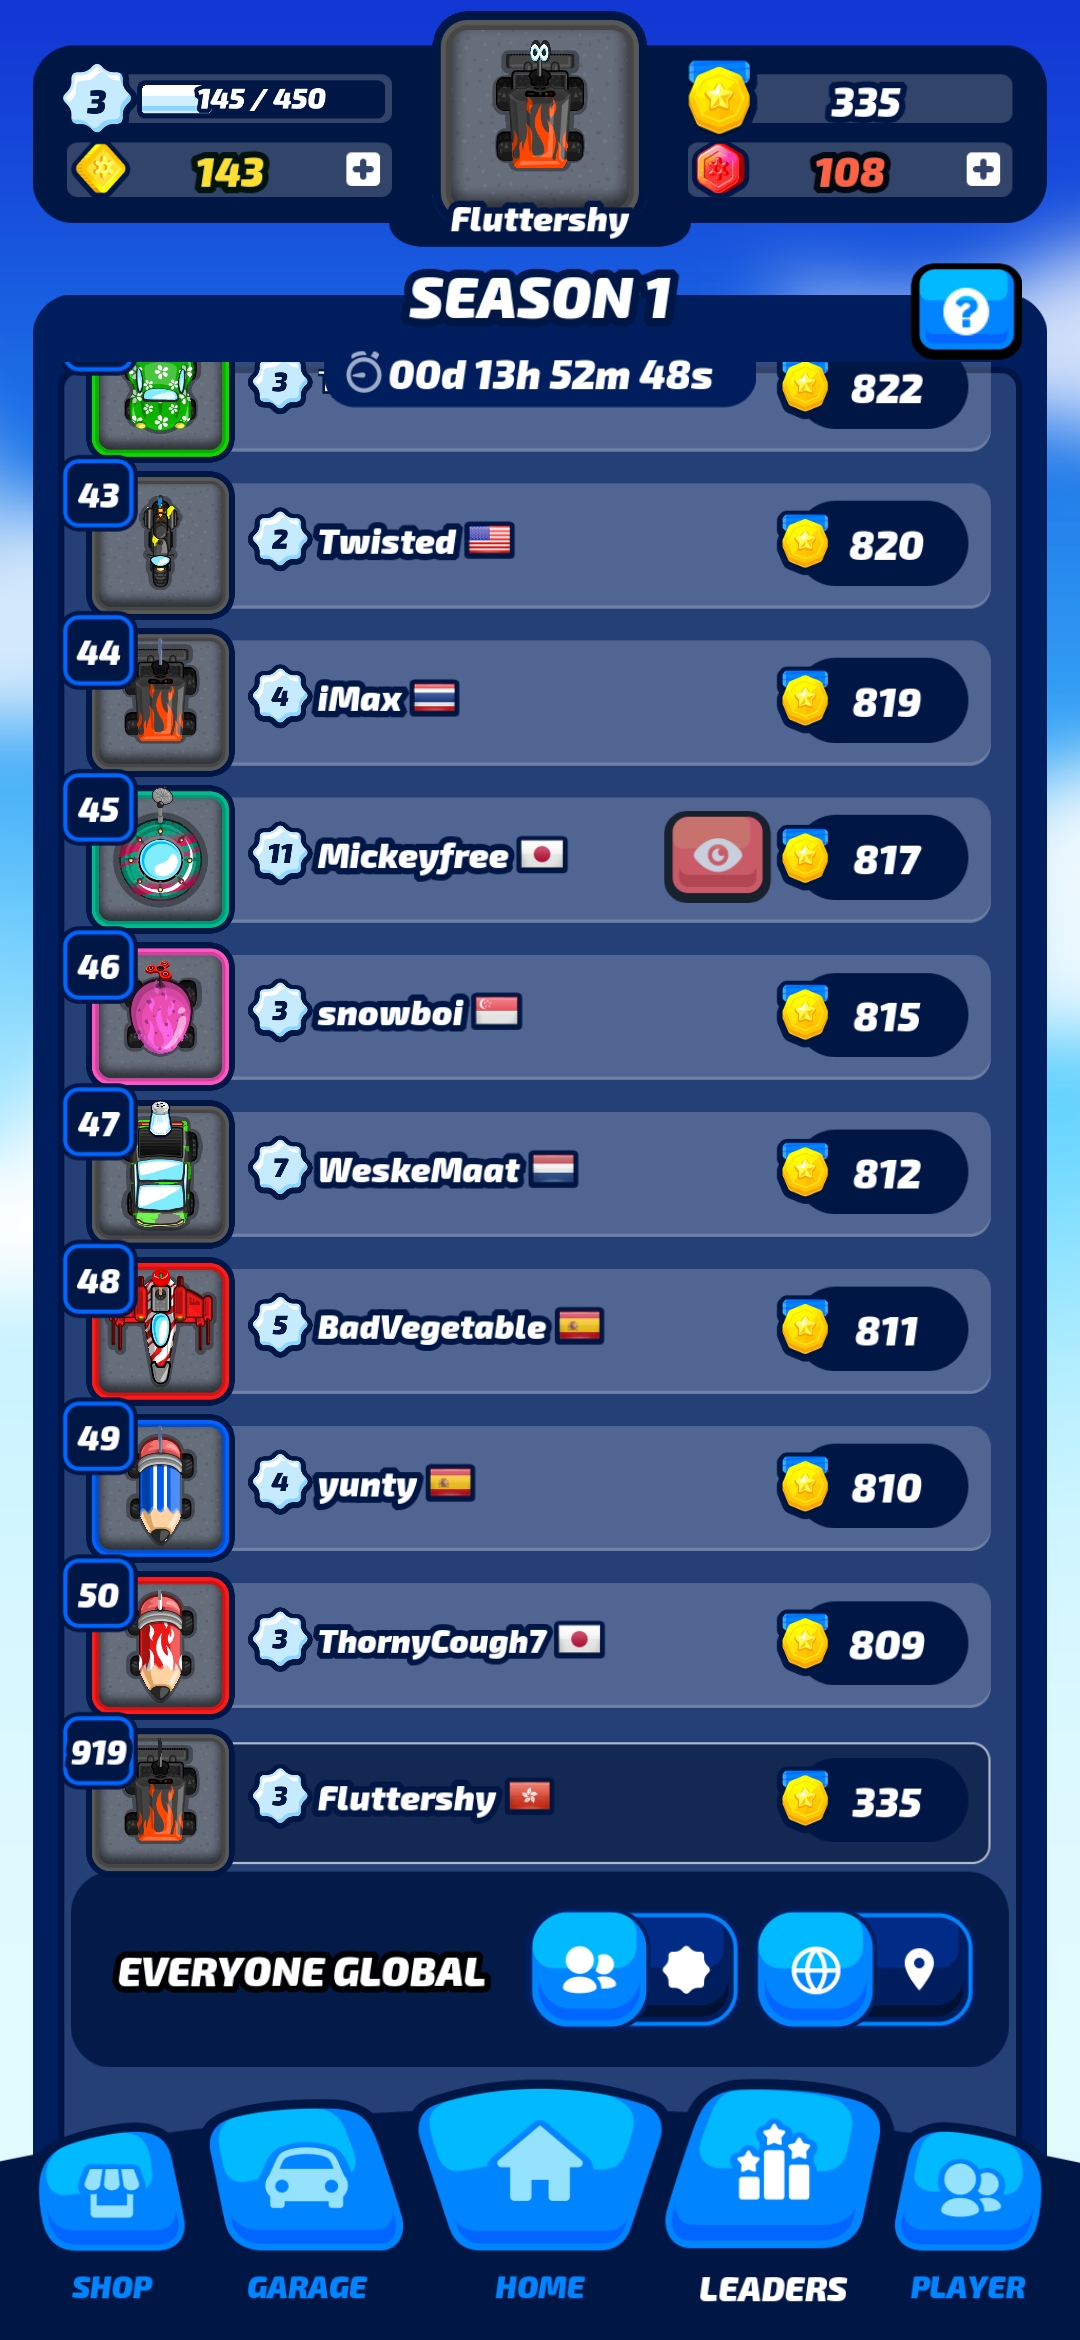 3 145 / 450 335
143 108
Fluttershy
SEASON 1
00d 13h 52m 48s
3 822
43 2 Twisted 820
44 4 iMax 819
45 11 Mickeyfree 817
46 3 snowboi 815
47 7 WeskeMaat 812
48 5 BadVegetable 811
49 4 yunty 810
50 3 ThornyCough7 809
919 3 Fluttershy 335
EVERYONE GLOBAL
SHOP GARAGE HOME LEADERS PLAYER